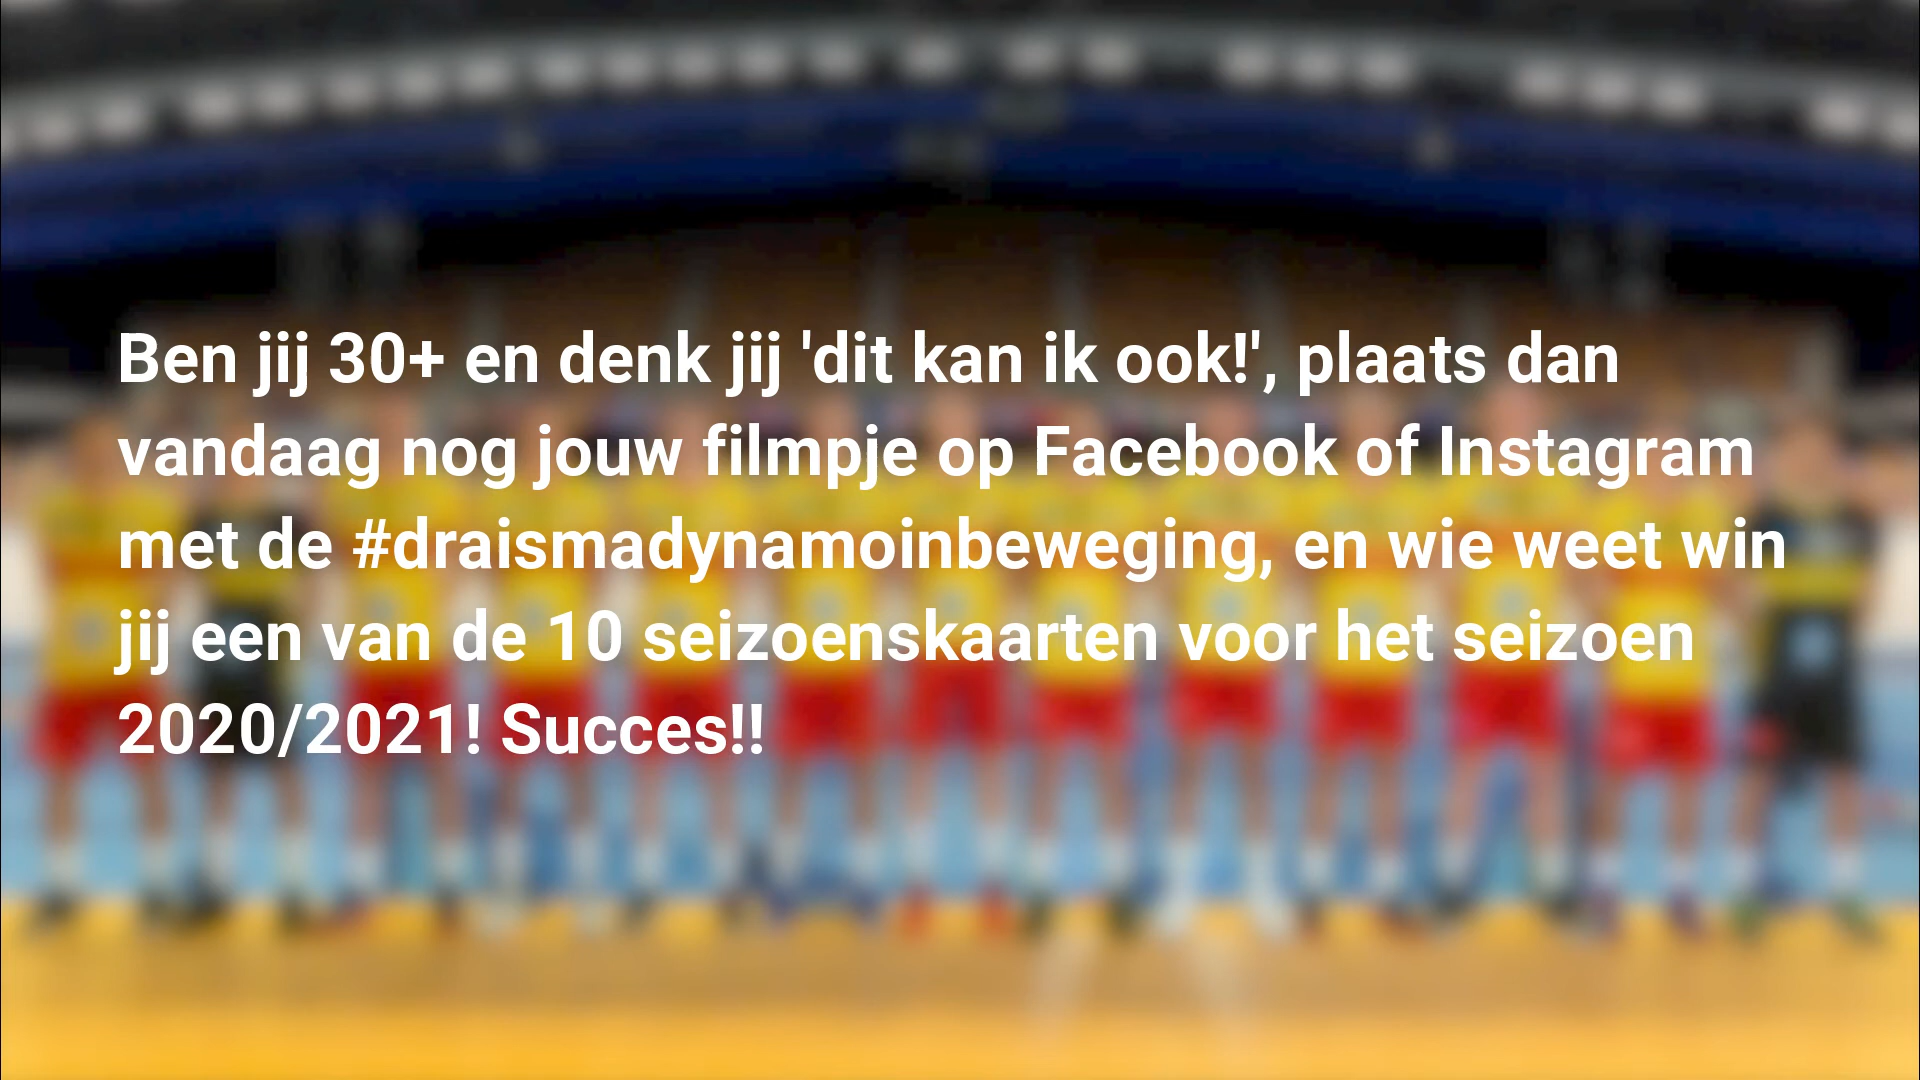 Ben jij 30+ en denk jij 'dit kan ik ook!', plaats dan
vandaag nog jouw filmpje op Facebook of Instagram
met de #draismadynamoinbeweging, en wie weet win
jij een van de 10 seizoenskaarten voor het seizoen
2020/2021! Succes!!